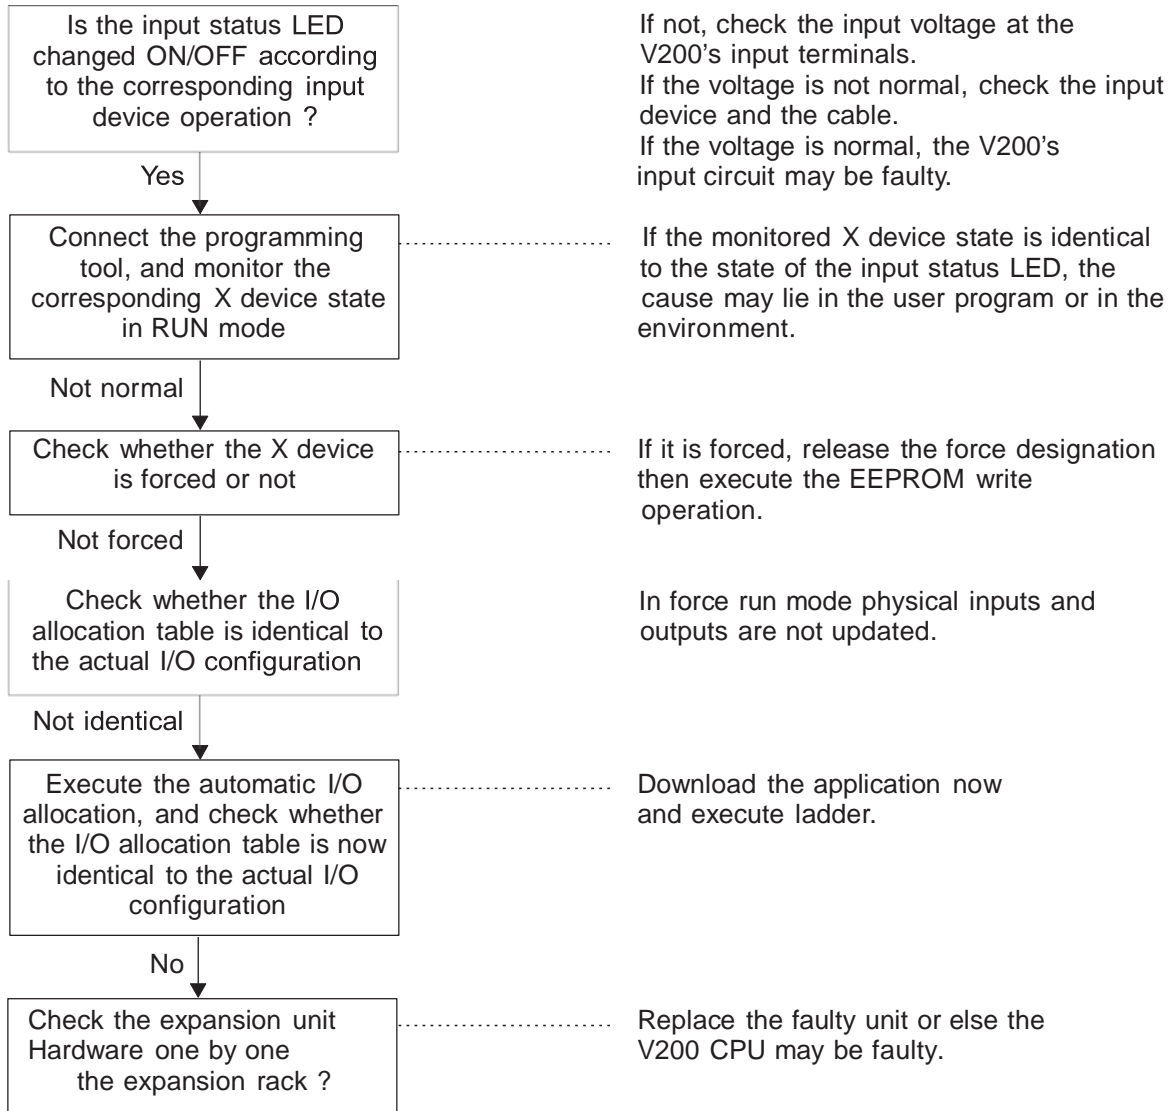 Is the input status LED
changed ON/OFF according
to the corresponding input
device operation ?
If not, check the input voltage at the
V200's input terminals.
If the voltage is not normal, check the input
device and the cable.
If the voltage is normal, the V200's
input circuit may be faulty.
Yes
Connect the programming
tool, and monitor the
corresponding X device state
in RUN mode
If the monitored X device state is identical
to the state of the input status LED, the
cause may lie in the user program or in the
environment.
Not normal
Check whether the X device
is forced or not
If it is forced, release the force designation
then execute the EEPROM write
operation.
Not forced
Check whether the I/O
allocation table is identical to
the actual I/O configuration
In force run mode physical inputs and
outputs are not updated.
Not identical
Execute the automatic I/O
allocation, and check whether
the I/O allocation table is now
identical to the actual I/O
configuration
Download the application now
and execute ladder.
No
Check the expansion unit
Hardware one by one
the expansion rack ?
Replace the faulty unit or else the
V200 CPU may be faulty.